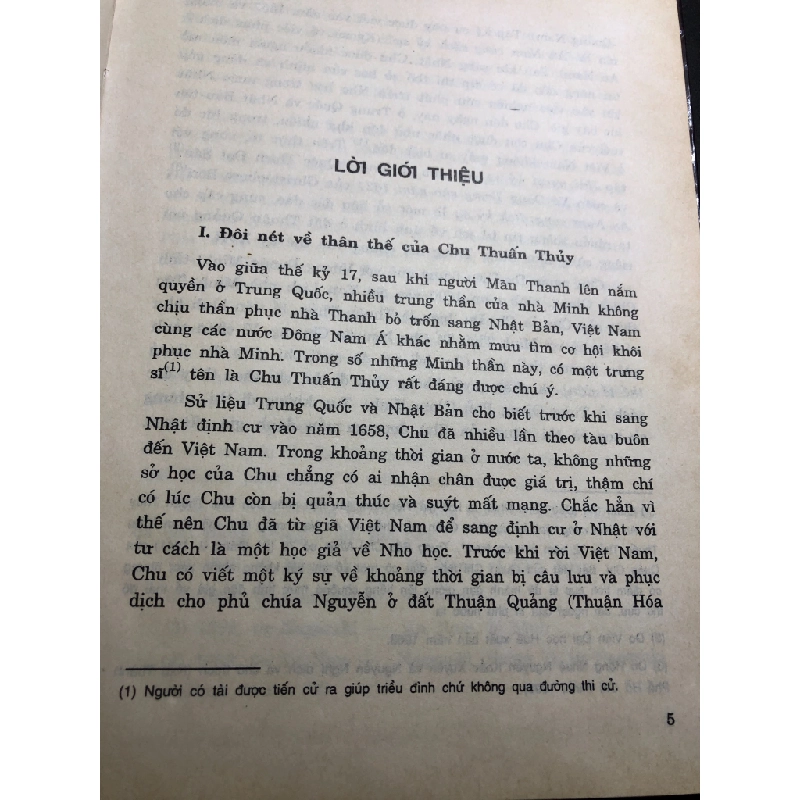 LỜI GIỚI THIỆU
I. Đôi nét về thân thế của Chu Thuấn Thủy
Vào giữa thế kỷ 17, sau khi người Mãn Thanh lên nắm
quyền ở Trung Quốc, nhiều trung thần của nhà Minh không
chịu thần phục nhà Thanh bỏ trốn sang Nhật Bản, Việt Nam
cùng các nước Đông Nam Á khác nhằm mưu tìm cơ hội khôi
phục nhà Minh. Trong số những Minh thần này, có một trưng
sĩ(1) tên là Chu Thuấn Thủy rất đáng được chú ý.
Sử liệu Trung Quốc và Nhật Bản cho biết trước khi sang
Nhật định cư vào năm 1658, Chu đã nhiều lần theo tàu buôn
đến Việt Nam. Trong khoảng thời gian ở nước ta, không những
sở học của Chu chẳng có ai nhận chân được giá trị, thậm chí
có lúc Chu còn bị quản thúc và suýt mất mạng. Chắc hẳn vì
thế nên Chu đã từ giã Việt Nam để sang định cư ở Nhật với
tư cách là một học giả về Nho học. Trước khi rời Việt Nam,
Chu có viết một ký sự về khoảng thời gian bị câu lưu và phục
dịch cho phủ chúa Nguyễn ở đất Thuận Quảng (Thuận Hóa
(1) Người có tài được tiến cử ra giúp triều đình chứ không qua đường thi cử.
5